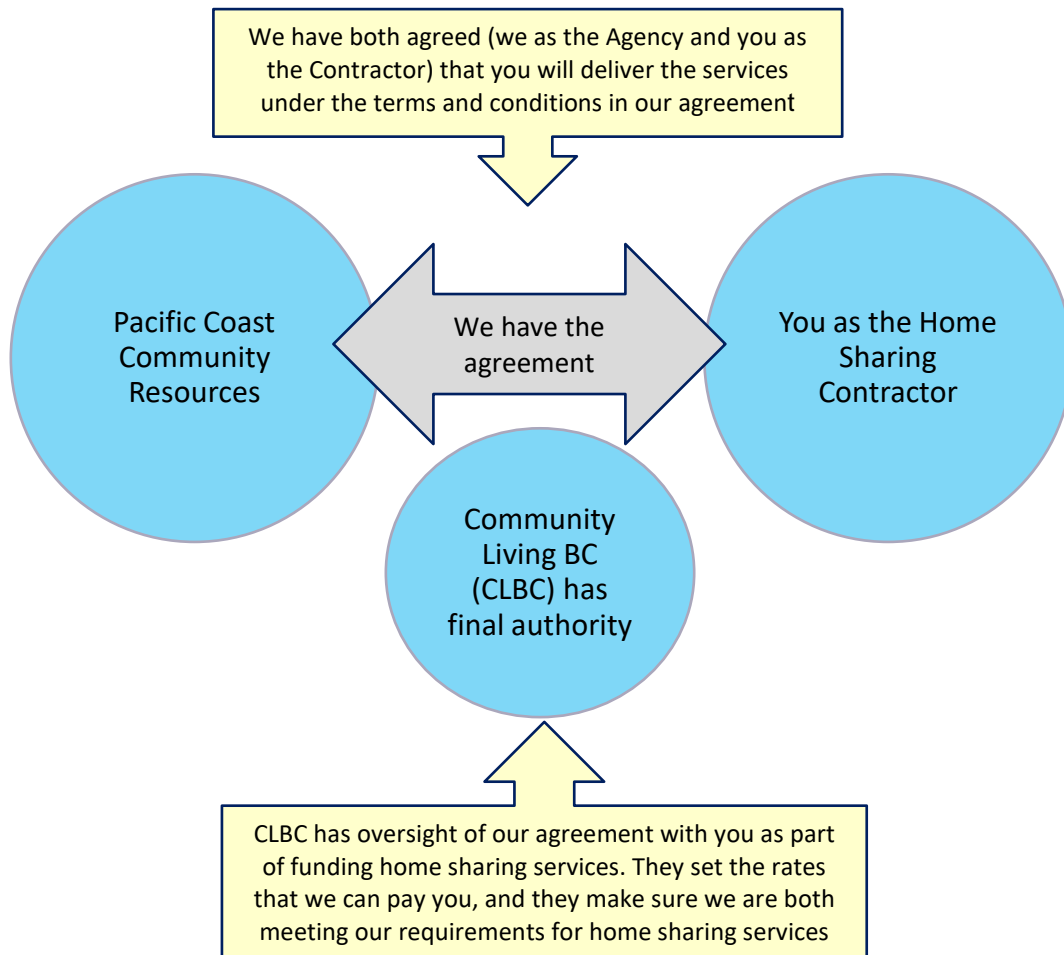 We have both agreed (we as the Agency and you as
the Contractor) that you will deliver the services
under the terms and conditions in our agreement
Pacific Coast
Community
Resources
We have the
agreement
You as the Home
Sharing
Contractor
Community
Living BC
(CLBC) has
final authority
CLBC has oversight of our agreement with you as part
of funding home sharing services. They set the rates
that we can pay you, and they make sure we are both
meeting our requirements for home sharing services